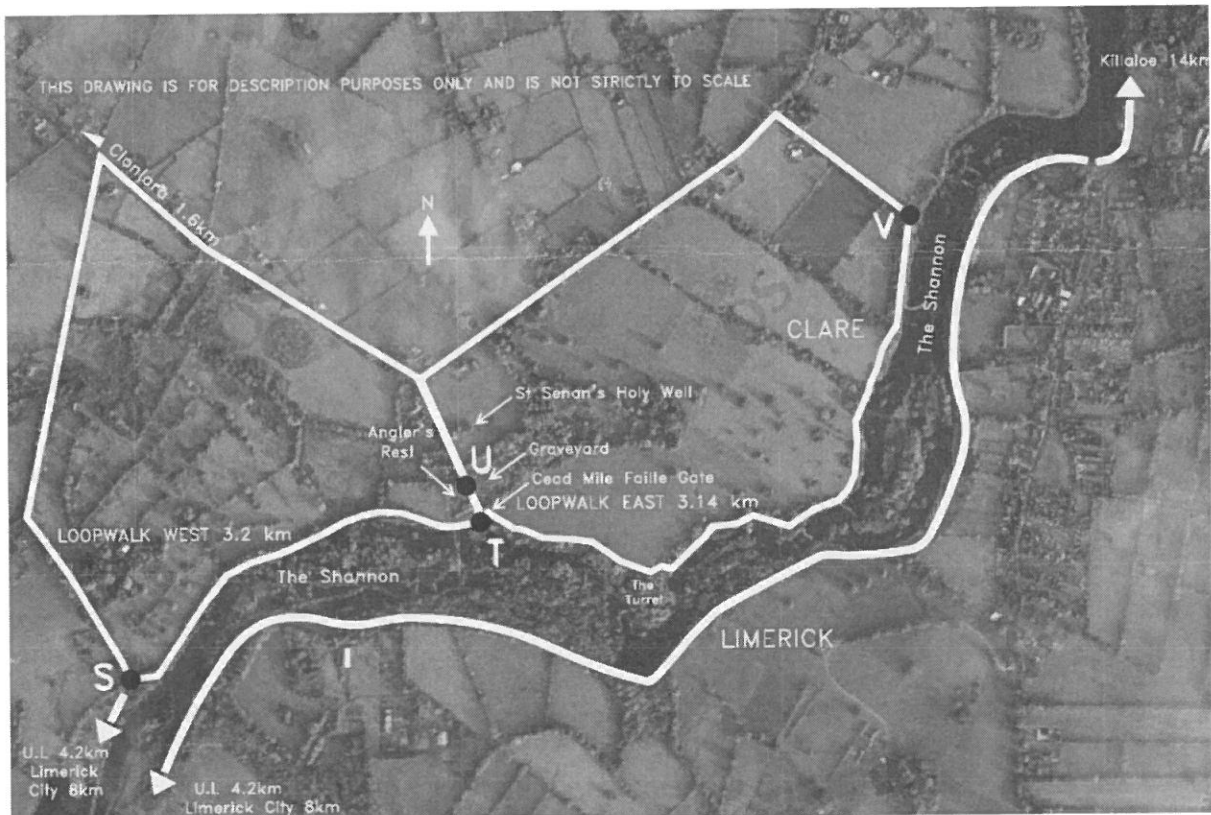 Killaloe 14km
THIS DRAWING IS FOR DESCRIPTION PURPOSES ONLY AND IS NOT STRICTLY TO SCALE
Clonlara 1.6km
N
V
The Shannon
CLARE
St Senan's Holy Well
Angler's
Rest
U
Graveyard
Cead Mile Failte Gate
LOOPWALK EAST 3.14 km
LOOPWALK WEST 3.2 km
T
The Shannon
The
Turret
LIMERICK
S
U.L 4.2km
Limerick
City 8km
U.L 4.2km
Limerick City 8km